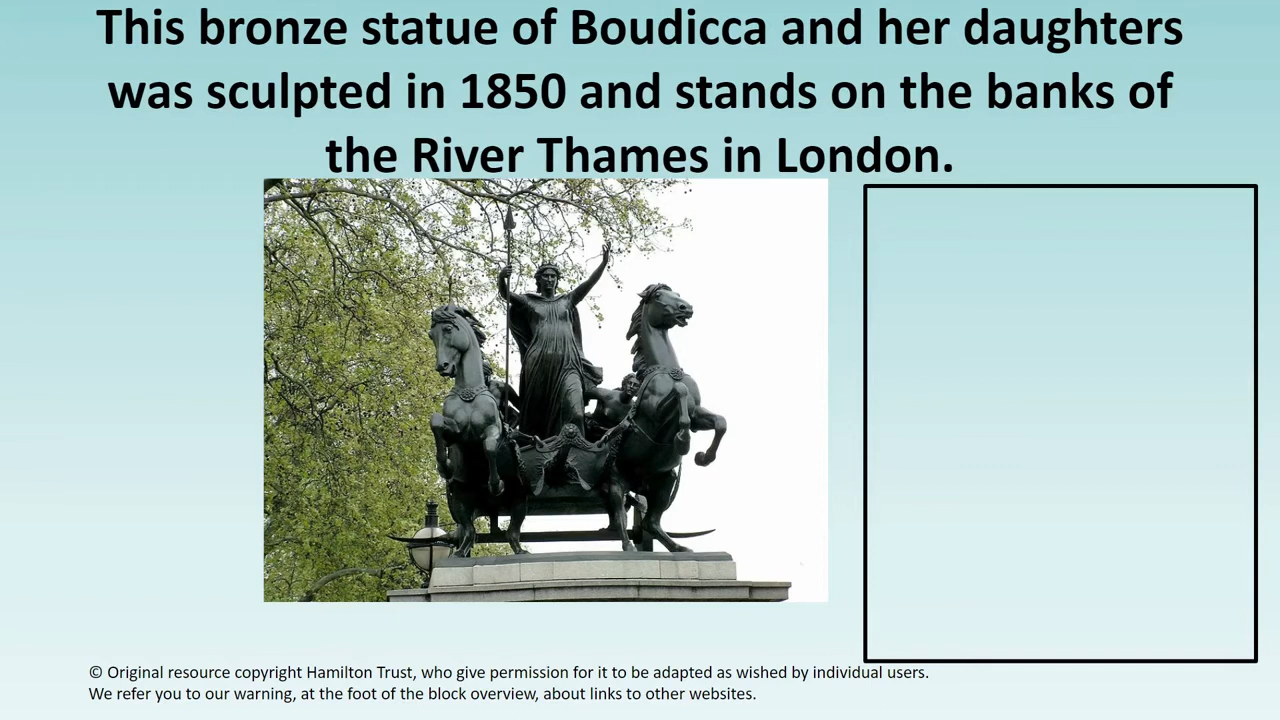 This bronze statue of Boudicca and her daughters
was sculpted in 1850 and stands on the banks of
the River Thames in London.
© Original resource copyright Hamilton Trust, who give permission for it to be adapted as wished by individual users.
We refer you to our warning, at the foot of the block overview, about links to other websites.